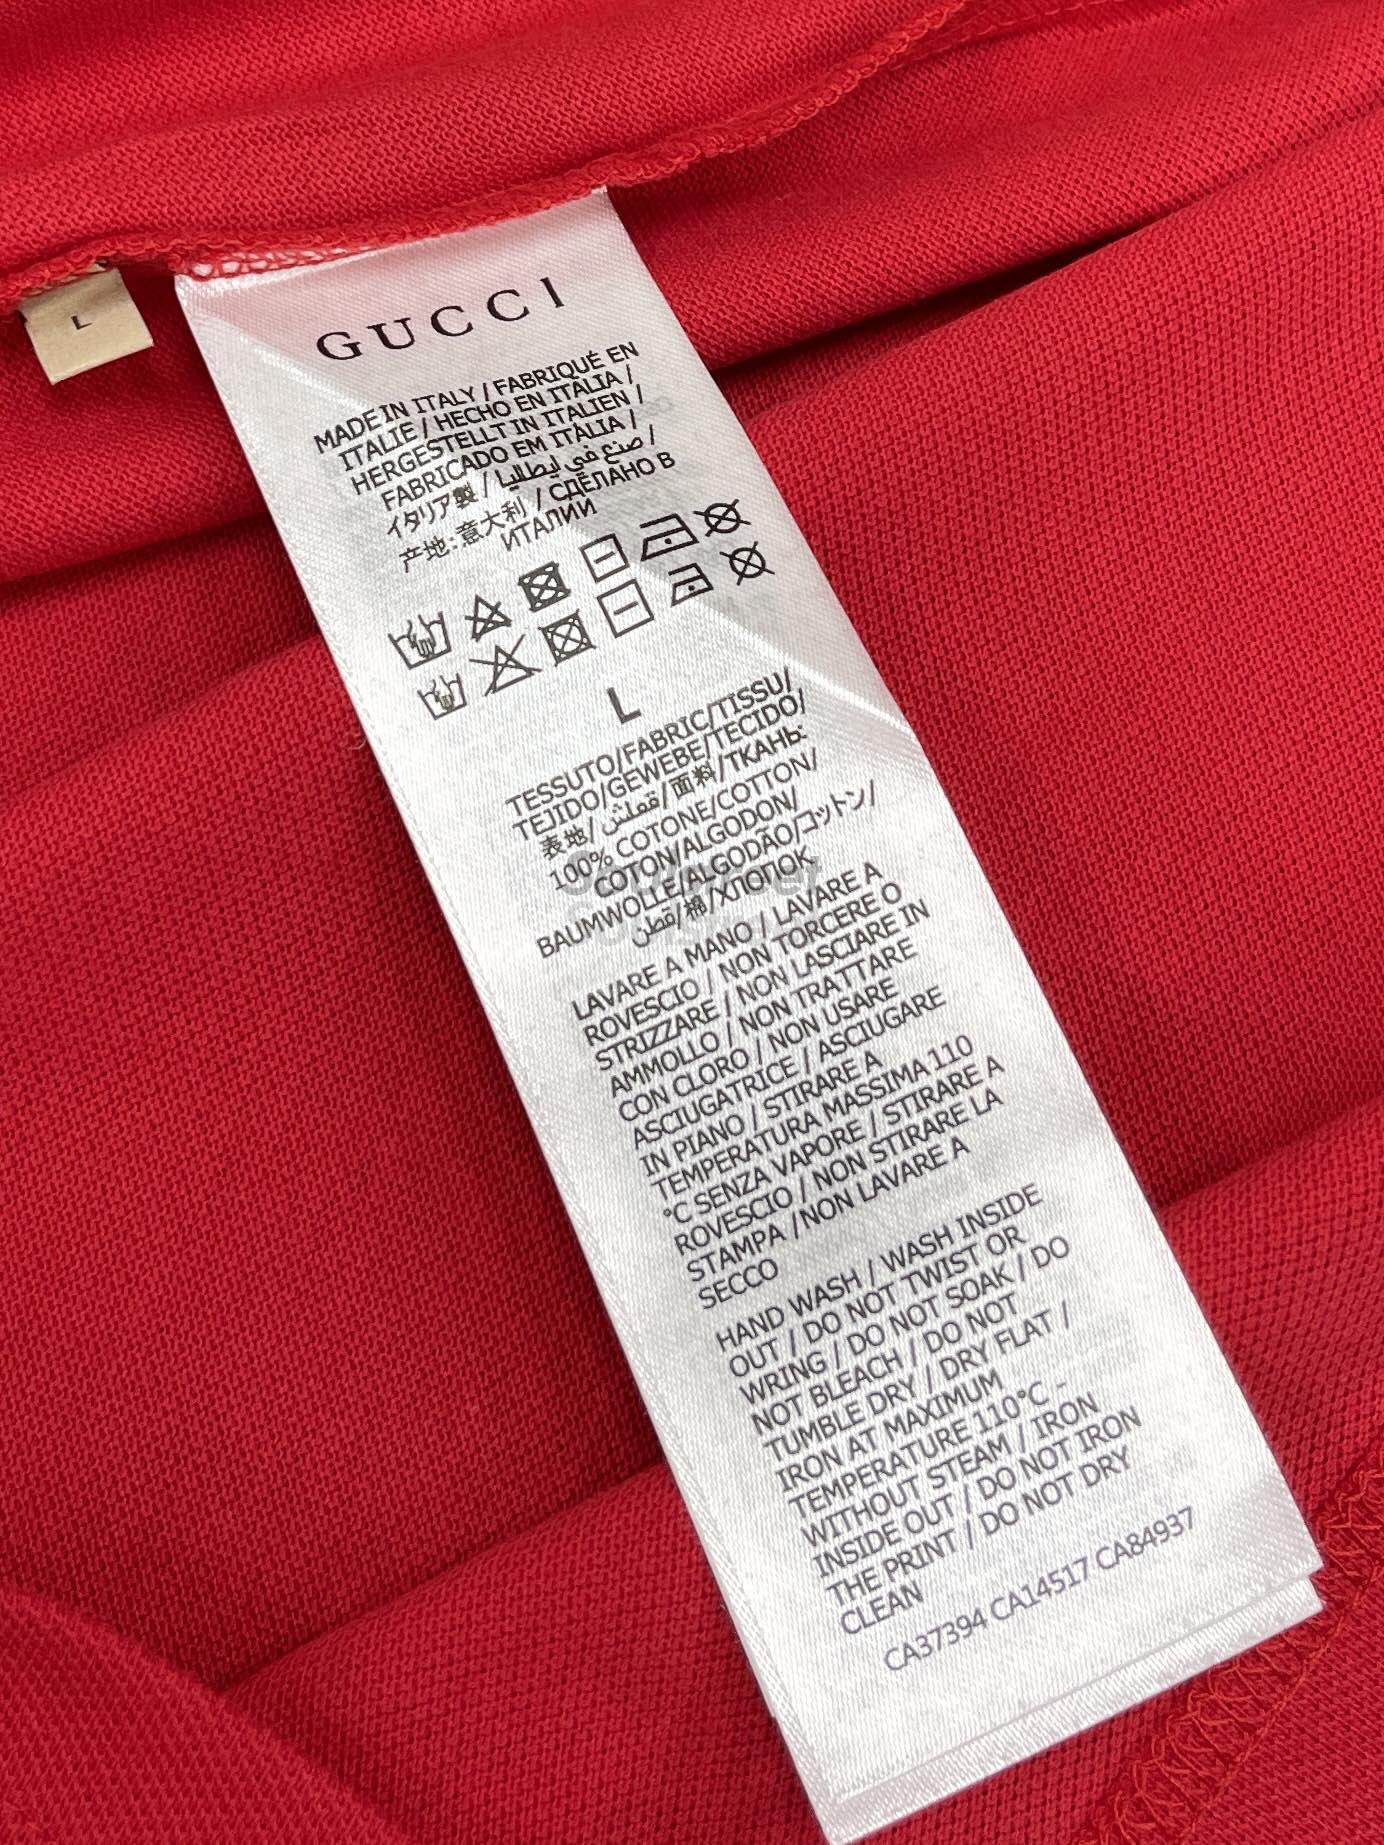 L
GUCCI
MADE IN ITALY / FABRIQUÉ EN
ITALIE / HECHO EN ITALIA /
HERGESTELLT IN ITALIEN /
FABRICADO EM ITÀLIA /
イタリア製 / صنع في ايطاليا /
产地:意大利 / СДЕЛАНО В
ИТАЛИИ
L
TESSUTO/FABRIC/TISSU/
TEJIDO/GEWEBE/TECIDO/
表地/ قماش/面料/ТКАНЬ:
100% COTONE/COTTON/
COTON/ALGODON/
BAUMWOLLE/ALGODÃO/コットン/
قطن/棉/ХЛОПОК
LAVARE A MANO / LAVARE A
ROVESCIO / NON TORCERE O
STRIZZARE / NON LASCIARE IN
AMMOLLO / NON TRATTARE
CON CLORO / NON USARE
ASCIUGATRICE / ASCIUGARE
IN PIANO / STIRARE A
TEMPERATURA MASSIMA 110
°C SENZA VAPORE / STIRARE A
ROVESCIO / NON STIRARE LA
STAMPA /NON LAVARE A
SECCO
HAND WASH / WASH INSIDE
OUT / DO NOT TWIST OR
WRING / DO NOT SOAK / DO
NOT BLEACH / DO NOT
TUMBLE DRY / DRY FLAT /
IRON AT MAXIMUM
TEMPERATURE 110°C -
WITHOUT STEAM / IRON
INSIDE OUT / DO NOT IRON
THE PRINT / DO NOT DRY
CLEAN
CA37394 CA14517 CA84937